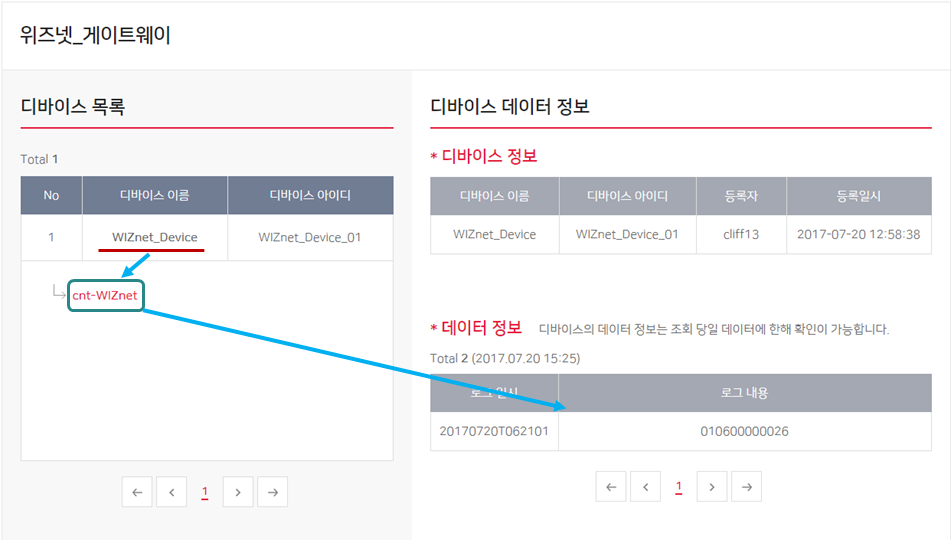 위즈넷_게이트웨이
디바이스 목록
Total 1
No 디바이스 이름 디바이스 아이디
1 WIZnet_Device WIZnet_Device_01
cnt-WIZnet
1
디바이스 데이터 정보
* 디바이스 정보
디바이스 이름 디바이스 아이디 등록자 등록일시
WIZnet_Device WIZnet_Device_01 cliff13 2017-07-20 12:58:38
* 데이터 정보 디바이스의 데이터 정보는 조회 당일 데이터에 한해 확인이 가능합니다.
Total 2 (2017.07.20 15:25)
로그 일시 로그 내용
20170720T062101 010600000026
1